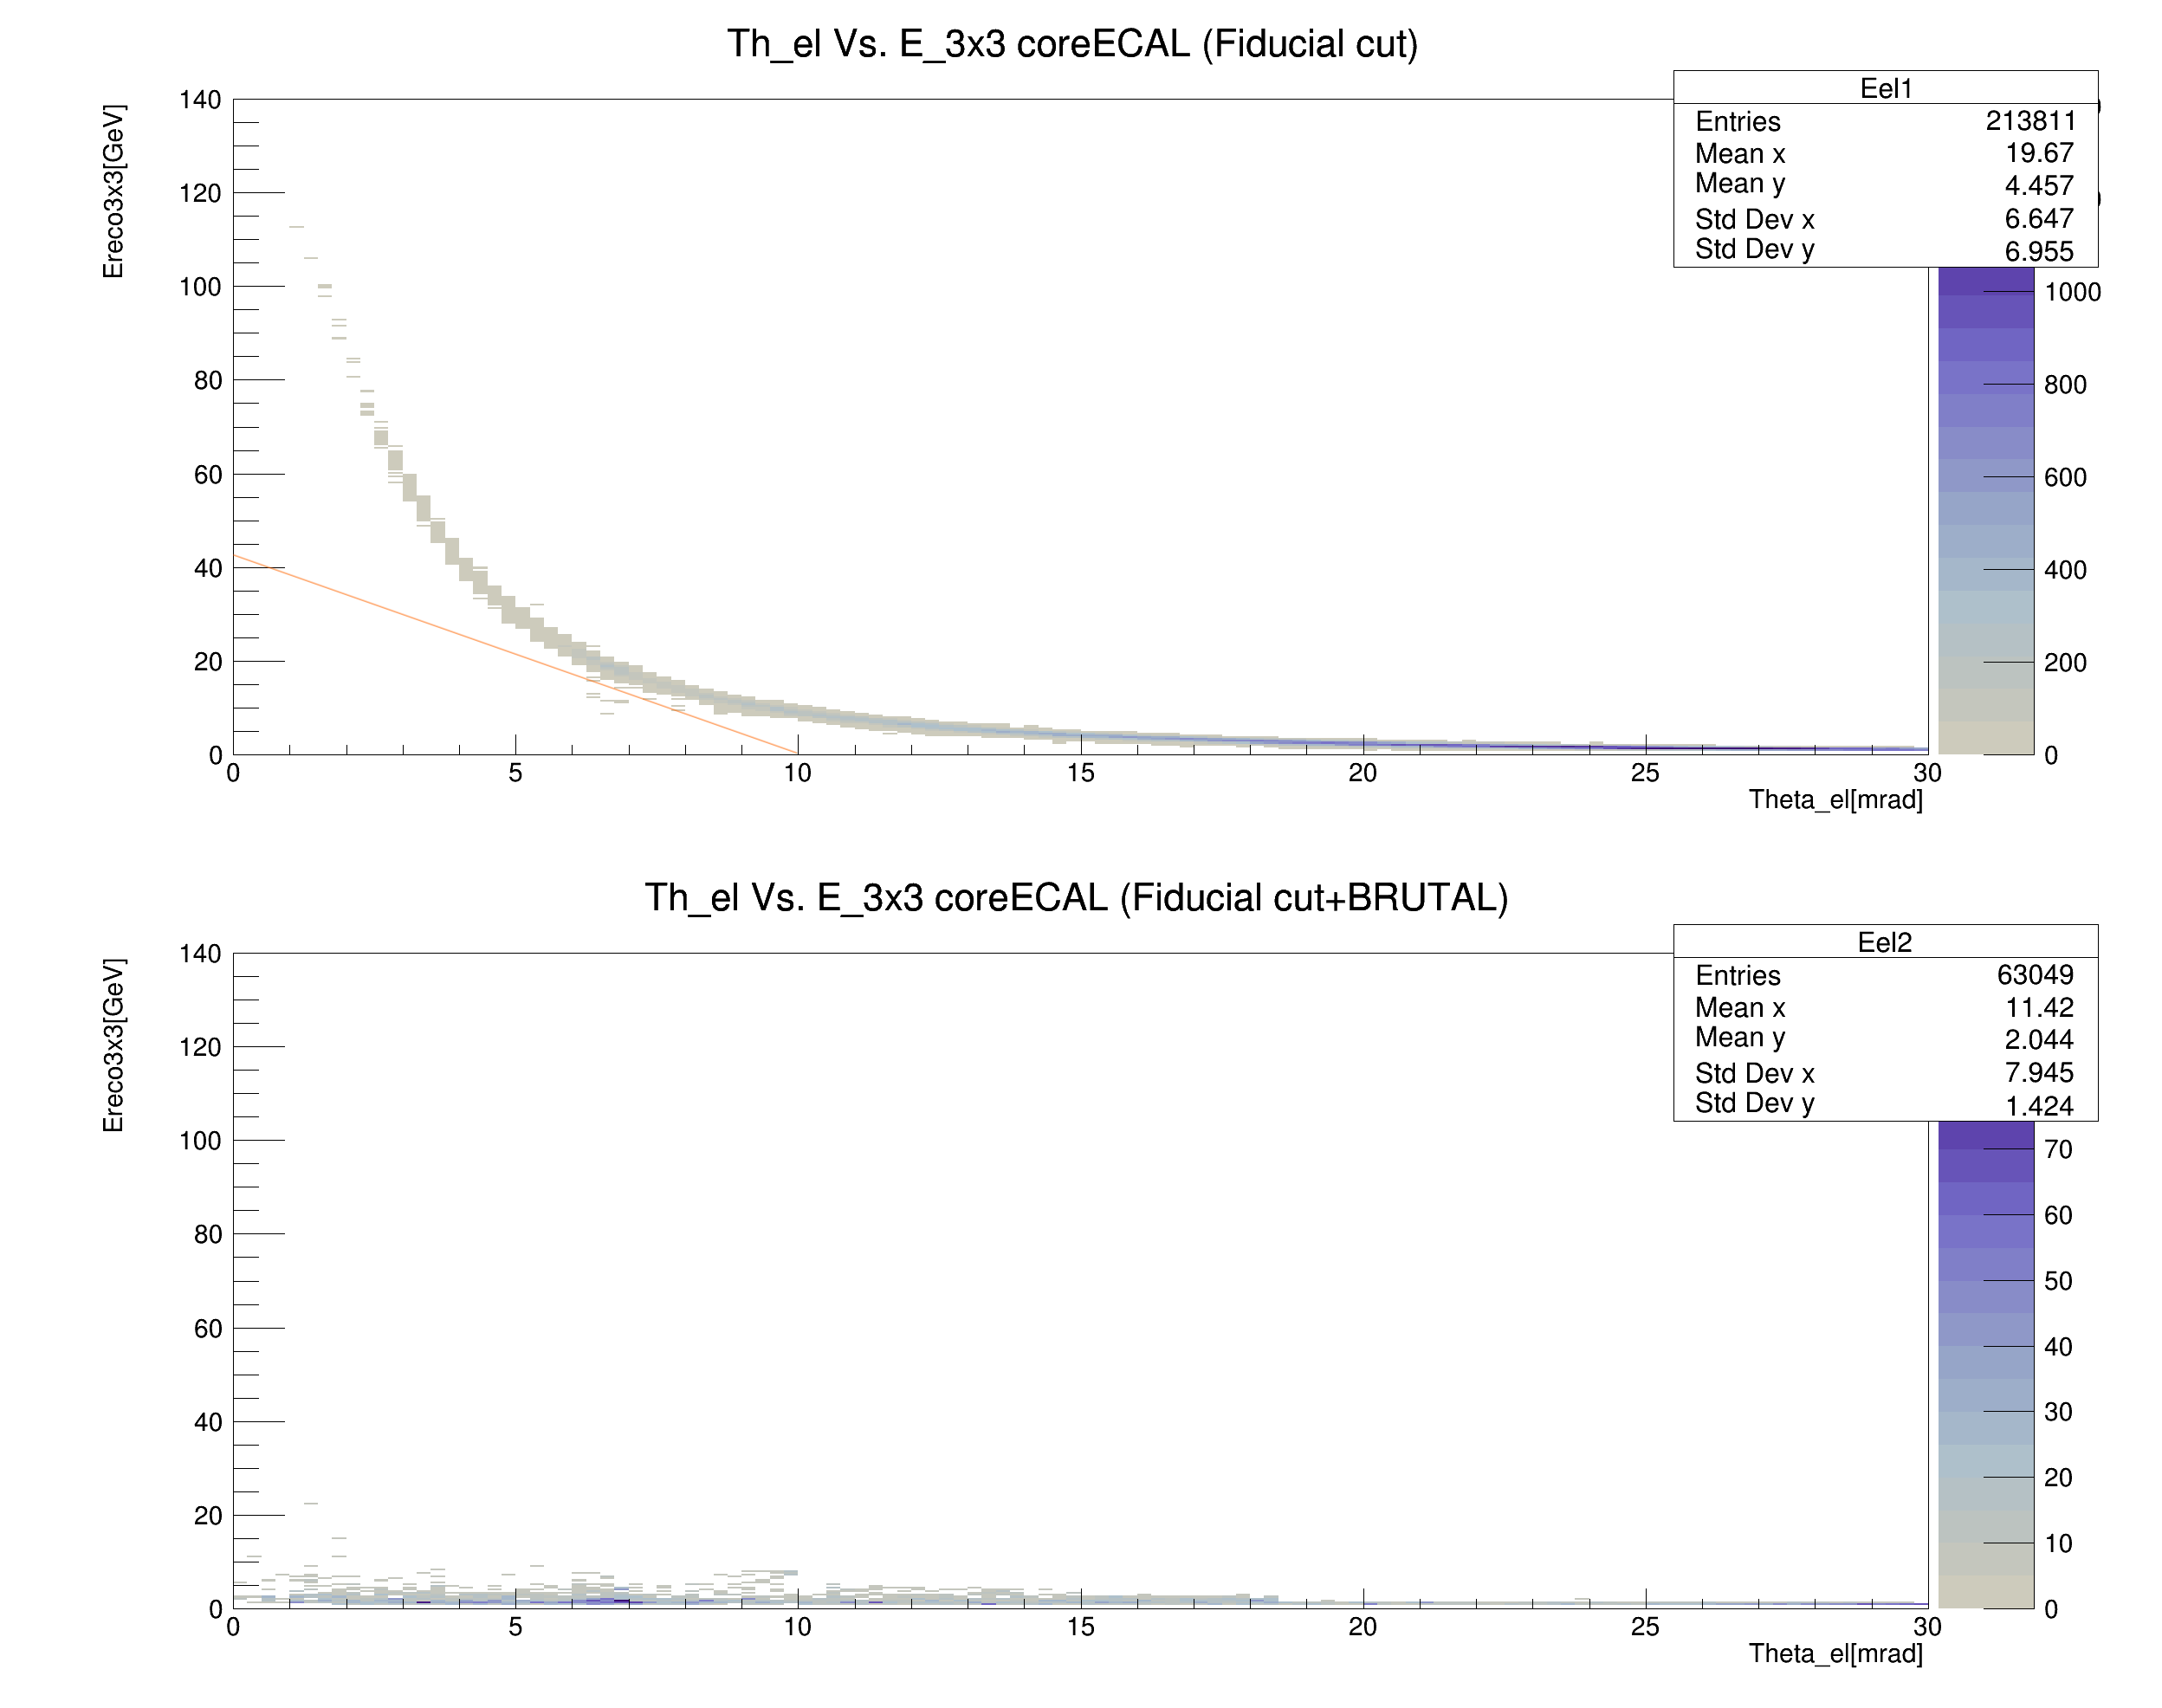 Th_el Vs. E_3x3 coreECAL (Fiducial cut)
Ereco3x3[GeV]
140
120
100
80
60
40
20
0
0 5 10 15 20 25 30
Theta_el[mrad]
Eel1
Entries 213811
Mean x 19.67
Mean y 4.457
Std Dev x 6.647
Std Dev y 6.955
1000
800
600
400
200
0
Th_el Vs. E_3x3 coreECAL (Fiducial cut+BRUTAL)
Ereco3x3[GeV]
140
120
100
80
60
40
20
0
0 5 10 15 20 25 30
Theta_el[mrad]
Eel2
Entries 63049
Mean x 11.42
Mean y 2.044
Std Dev x 7.945
Std Dev y 1.424
70
60
50
40
30
20
10
0